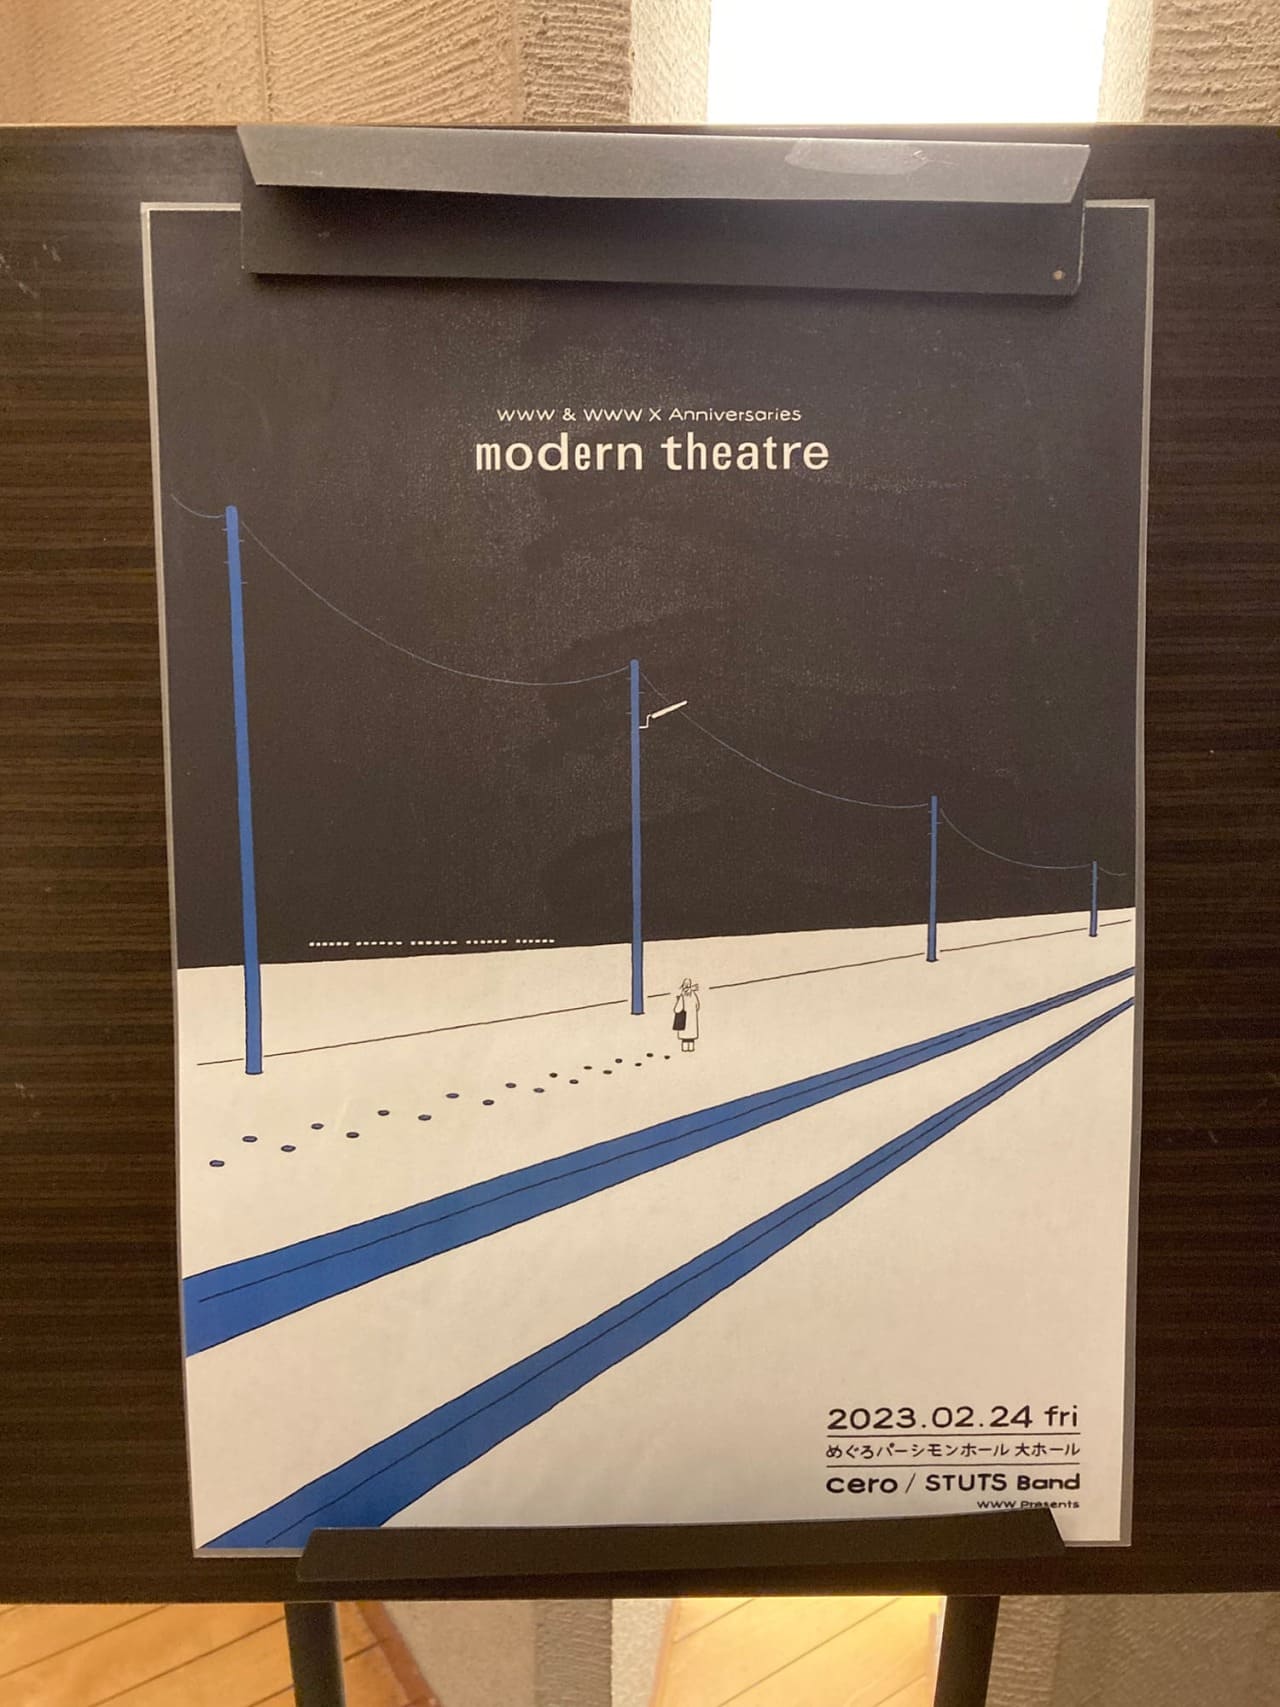 WWW & WWW X Anniversaries
modern theatre
2023.02.24 fri
めぐろパーシモンホール 大ホール
cero / STUTS Band
WWW Presents